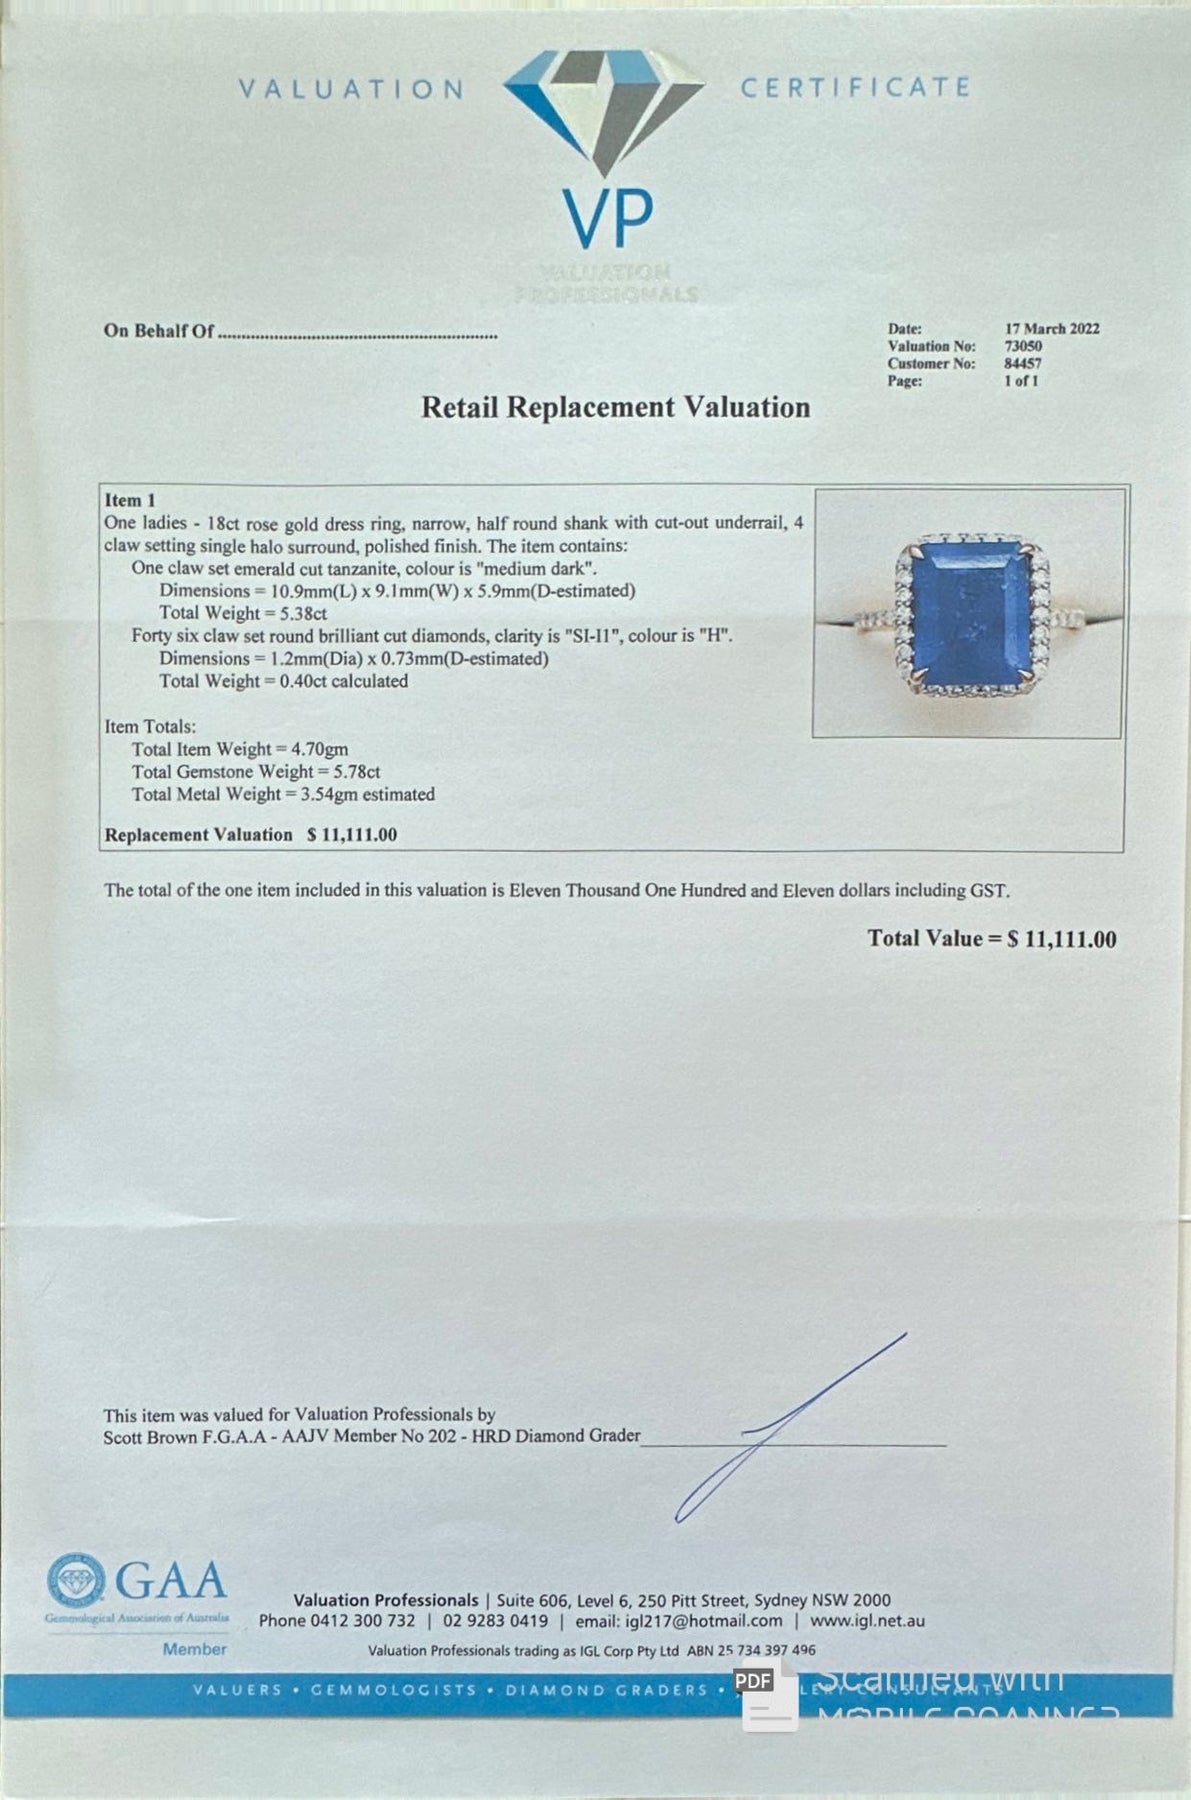 VALUATION CERTIFICATE
VP
VALUATION
PROFESSIONALS
On Behalf Of ..............................................................
Date: 17 March 2022
Valuation No: 73050
Customer No: 84457
Page: 1 of 1
Retail Replacement Valuation
Item 1
One ladies - 18ct rose gold dress ring, narrow, half round shank with cut-out underrail, 4
claw setting single halo surround, polished finish. The item contains:
One claw set emerald cut tanzanite, colour is "medium dark".
Dimensions = 10.9mm(L) x 9.1mm(W) x 5.9mm(D-estimated)
Total Weight = 5.38ct
Forty six claw set round brilliant cut diamonds, clarity is "SI-I1", colour is "H".
Dimensions = 1.2mm(Dia) x 0.73mm(D-estimated)
Total Weight = 0.40ct calculated
Item Totals:
Total Item Weight = 4.70gm
Total Gemstone Weight = 5.78ct
Total Metal Weight = 3.54gm estimated
Replacement Valuation $ 11,111.00
The total of the one item included in this valuation is Eleven Thousand One Hundred and Eleven dollars including GST.
Total Value = $ 11,111.00
This item was valued for Valuation Professionals by
Scott Brown F.G.A.A - AAJV Member No 202 - HRD Diamond Grader
GAA
Gemmological Association of Australia
Member
Valuation Professionals | Suite 606, Level 6, 250 Pitt Street, Sydney NSW 2000
Phone 0412 300 732 | 02 9283 0419 | email: igl217@hotmail.com | www.igl.net.au
Valuation Professionals trading as IGL Corp Pty Ltd ABN 25 734 397 496
VALUERS • GEMMOLOGISTS • DIAMOND GRADERS • LERY CONSULTANTS
PDF
Scanned with
MOBILE SCANNER